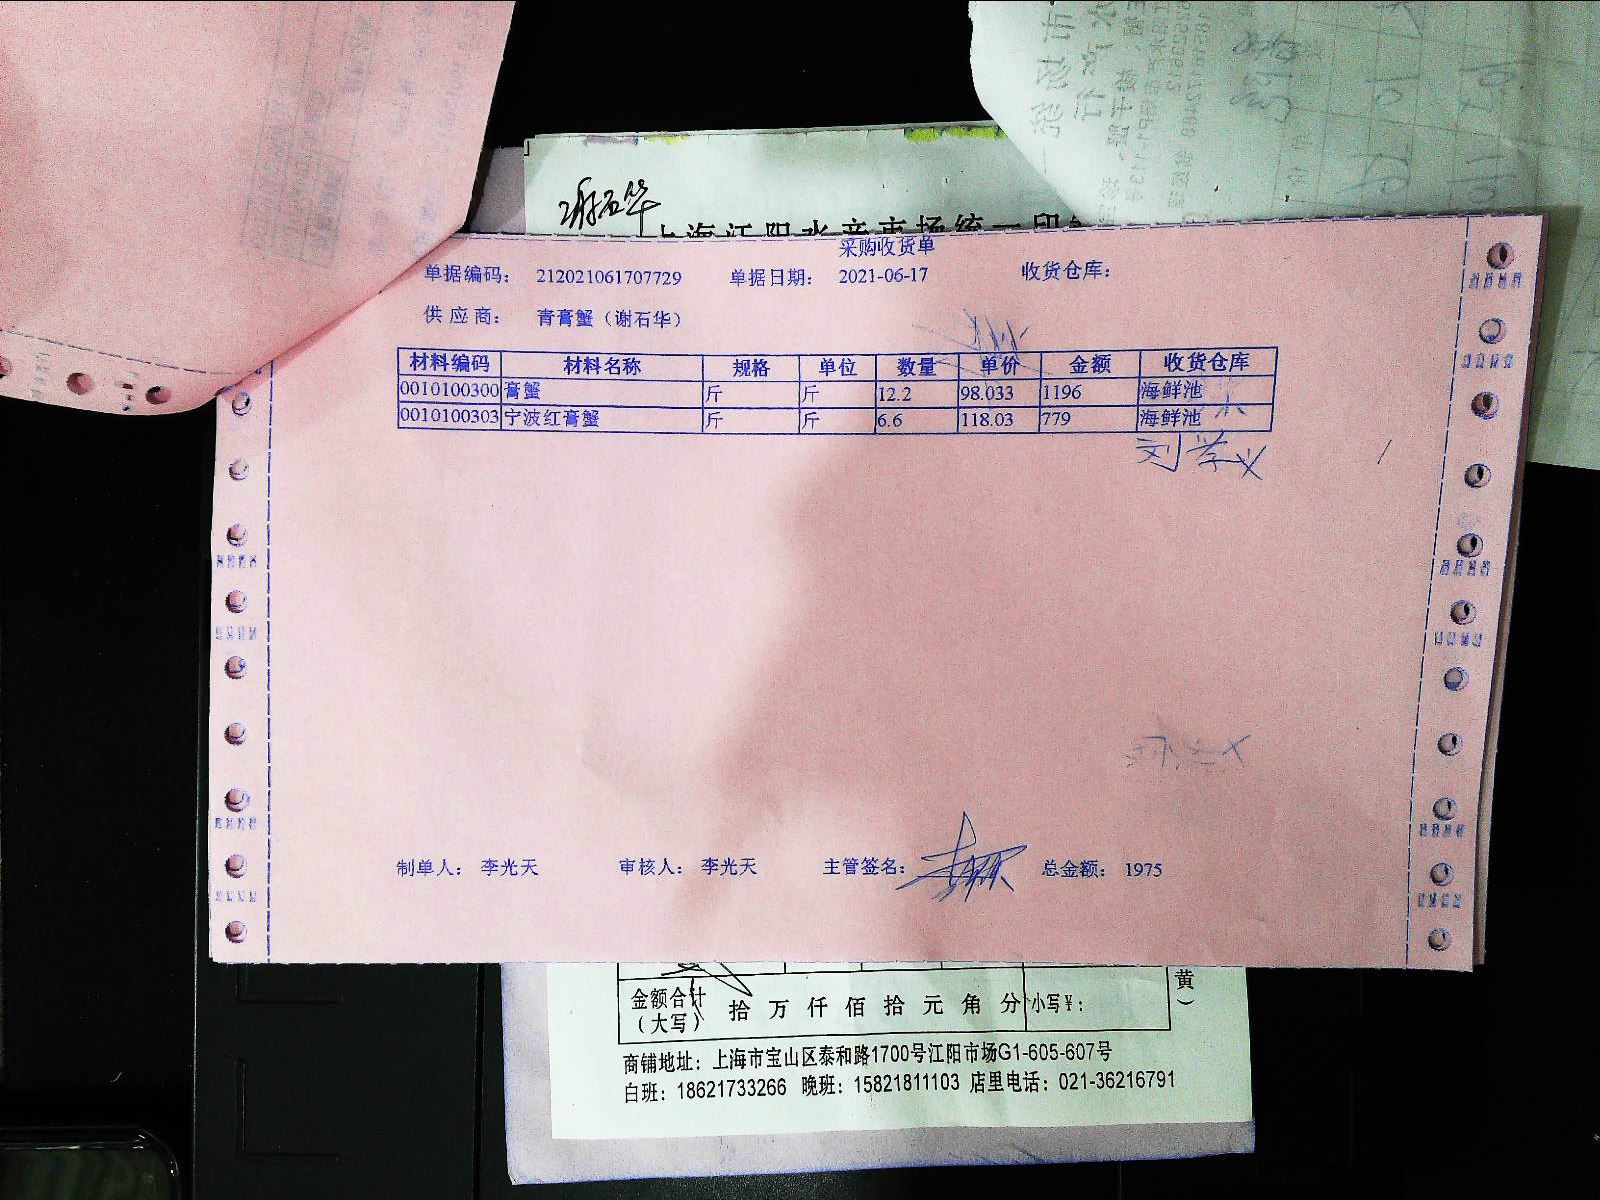 谢石华
上海江阳水产市场统一印
采购收货单
单据编码： 212021061707729 单据日期： 2021-06-17 收货仓库：
供应商： 青膏蟹（谢石华）
材料编码 材料名称 规格 单位 数量 单价 金额 收货仓库
0010100300 膏蟹 斤 斤 12.2 98.033 1196 海鲜池
0010100303 宁波红膏蟹 斤 斤 6.6 118.03 779 海鲜池
刘学义
制单人： 李光天 审核人： 李光天 主管签名： 总金额： 1975
金额合计（大写） 拾 万 仟 佰 拾 元 角 分 小写¥： 黄）
商铺地址：上海市宝山区泰和路1700号江阳市场G1-605-607号
白班：18621733266 晚班：15821811103 店里电话：021-36216791